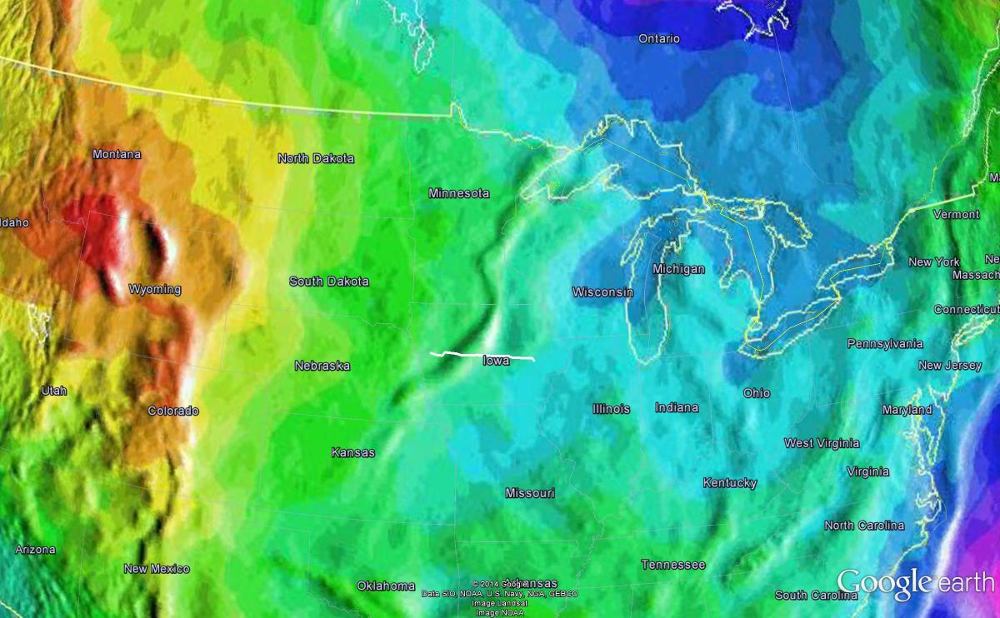 Ontario
Montana
North Dakota
Minnesota
Idaho
Vermont
Michigan
New York
Massach
South Dakota
Wyoming
Wisconsin
Connecticut
Pennsylvania
Nebraska
Iowa
New Jersey
Utah
Ohio
Colorado
Illinois
Indiana
Maryland
West Virginia
Kansas
Virginia
Kentucky
Missouri
North Carolina
Arizona
New Mexico
Tennessee
Oklahoma
Arkansas
© 2014 Google
Data SIO, NOAA, U.S. Navy, NGA, GEBCO
Image Landsat
Image NOAA
South Carolina
Google earth